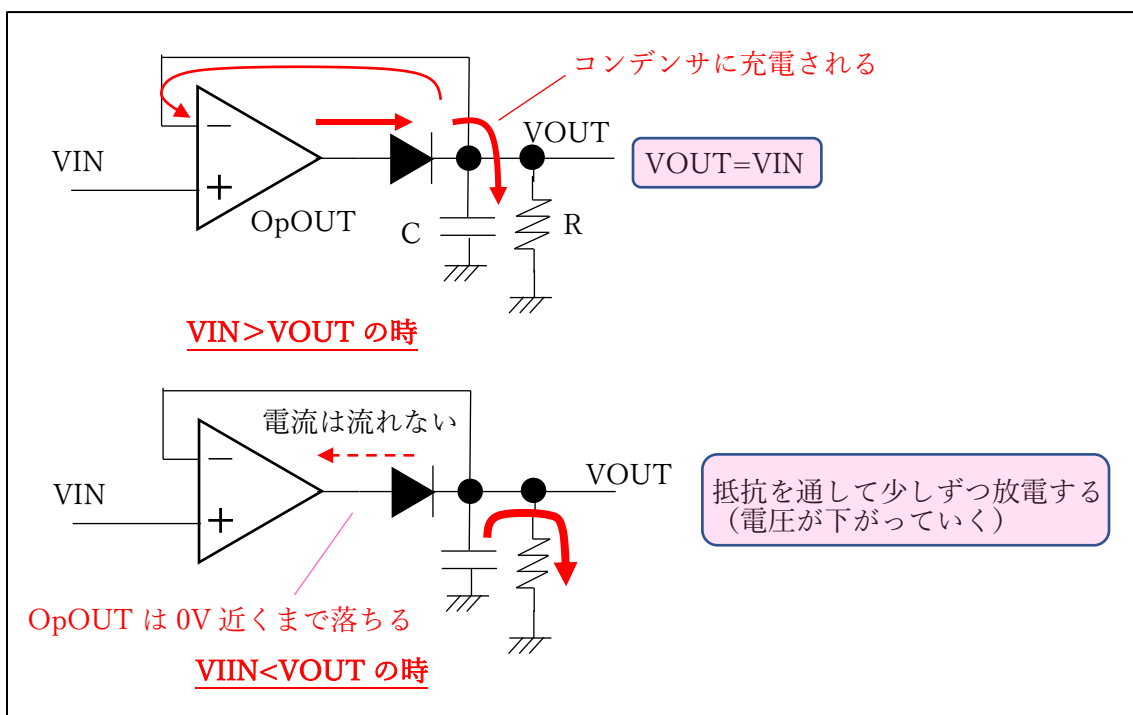 コンデンサに充電される
−
VIN
+
OpOUT
VOUT
VOUT=VIN
C
R
VIN＞VOUT の時
電流は流れない
−
VIN
+
VOUT
抵抗を通して少しずつ放電する
（電圧が下がっていく）
OpOUT は 0V 近くまで落ちる
VIIN<VOUT の時